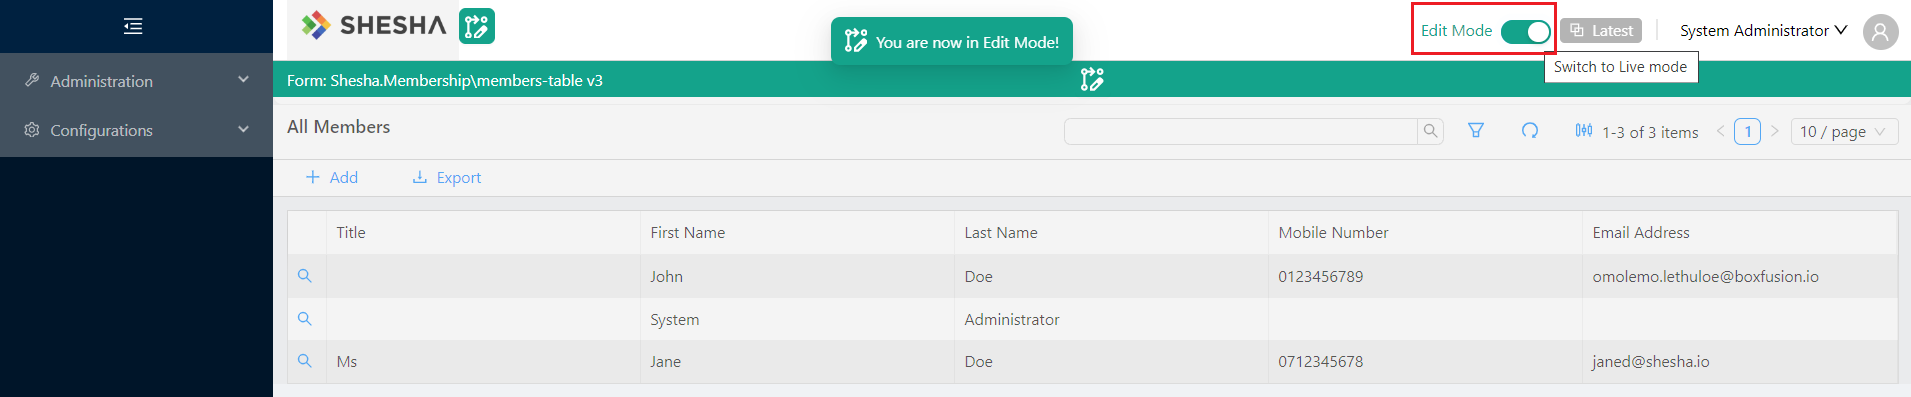 SHESHA
You are now in Edit Mode!
Edit Mode
Latest
System Administrator
Switch to Live mode
Administration
Configurations
Form: Shesha.Membership\members-table v3
All Members
1-3 of 3 items
1
10 / page
Add
Export
Title First Name Last Name Mobile Number Email Address
John Doe 0123456789 omolemo.lethuloe@boxfusion.io
System Administrator
Ms Jane Doe 0712345678 janed@shesha.io